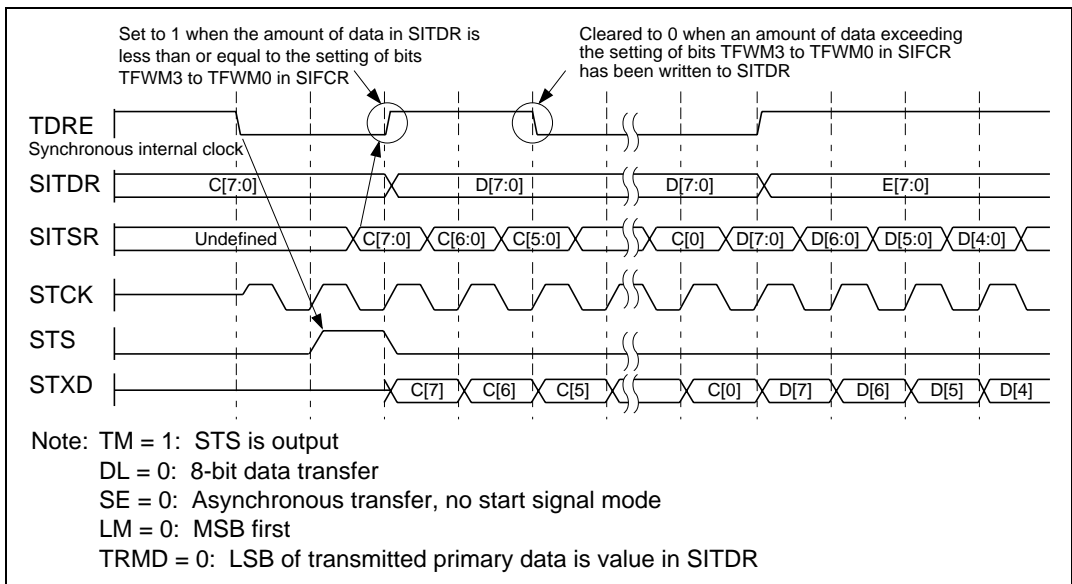 Set to 1 when the amount of data in SITDR is
less than or equal to the setting of bits
TFWM3 to TFWM0 in SIFCR
Cleared to 0 when an amount of data exceeding
the setting of bits TFWM3 to TFWM0 in SIFCR
has been written to SITDR
TDRE
Synchronous internal clock
SITDR C[7:0] D[7:0] D[7:0] E[7:0]
SITSR Undefined C[7:0] C[6:0] C[5:0] C[0] D[7:0] D[6:0] D[5:0] D[4:0]
STCK
STS
STXD C[7] C[6] C[5] C[0] D[7] D[6] D[5] D[4]
Note: TM = 1: STS is output
DL = 0: 8-bit data transfer
SE = 0: Asynchronous transfer, no start signal mode
LM = 0: MSB first
TRMD = 0: LSB of transmitted primary data is value in SITDR